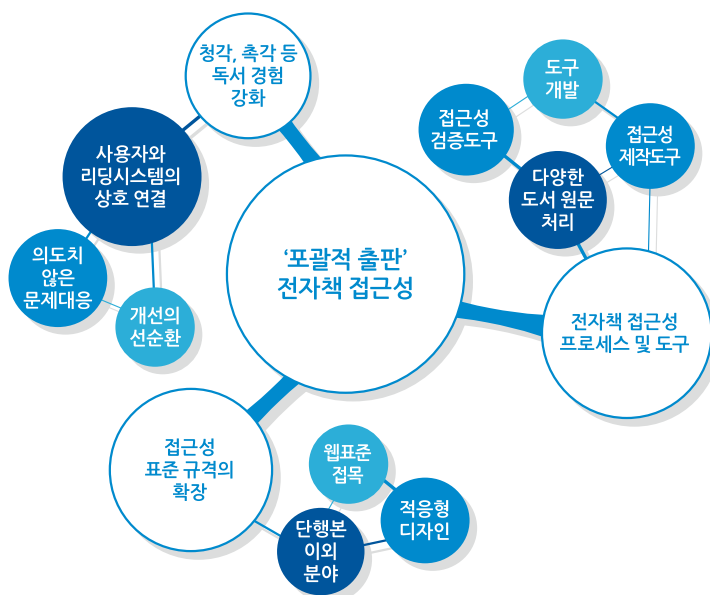 청각, 촉각 등
독서 경험
강화
사용자와
리딩시스템의
상호 연결
의도치
않은
문제대응
개선의
선순환
‘포괄적 출판’
전자책 접근성
도구
개발
접근성
검증도구
접근성
제작도구
다양한
도서 원문
처리
전자책 접근성
프로세스 및 도구
접근성
표준 규격의
확장
웹표준
접목
적응형
디자인
단행본
이외
분야